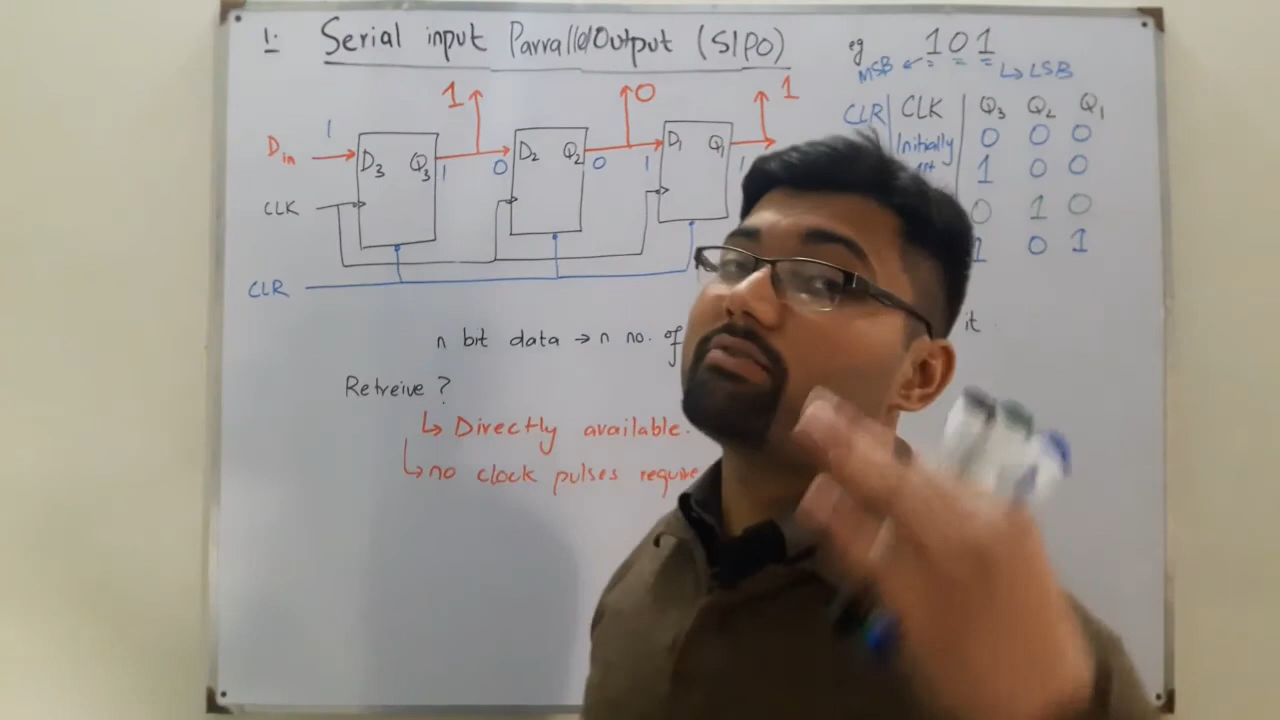 1. Serial input Parrallel Output (SIPO)
eg 101
MSB LSB
CLR CLK Q3 Q2 Q1
Initially 0 0 0
1 0 0
0 1 0
1 0 1
1 0 1
Din 1 D3 Q3 1 0 D2 Q2 0 1 D1 Q1 1
CLK
CLR
n bit data → n no. of
it.
Retreive ?
↳ Directly available.
↳ no clock pulses require